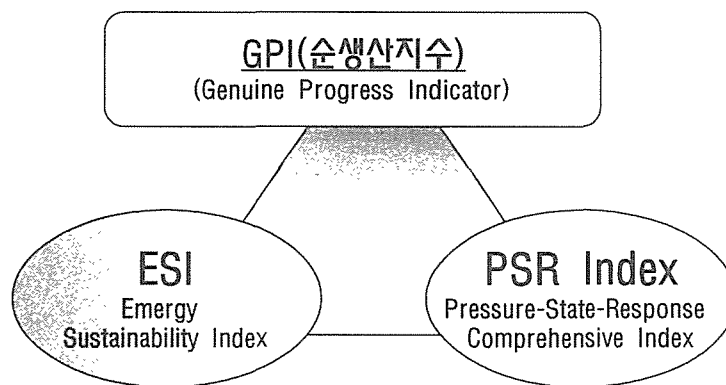 GPI(순생산지수)
(Genuine Progress Indicator)
ESI
Emergy
Sustainability Index
PSR Index
Pressure-State-Response
Comprehensive Index